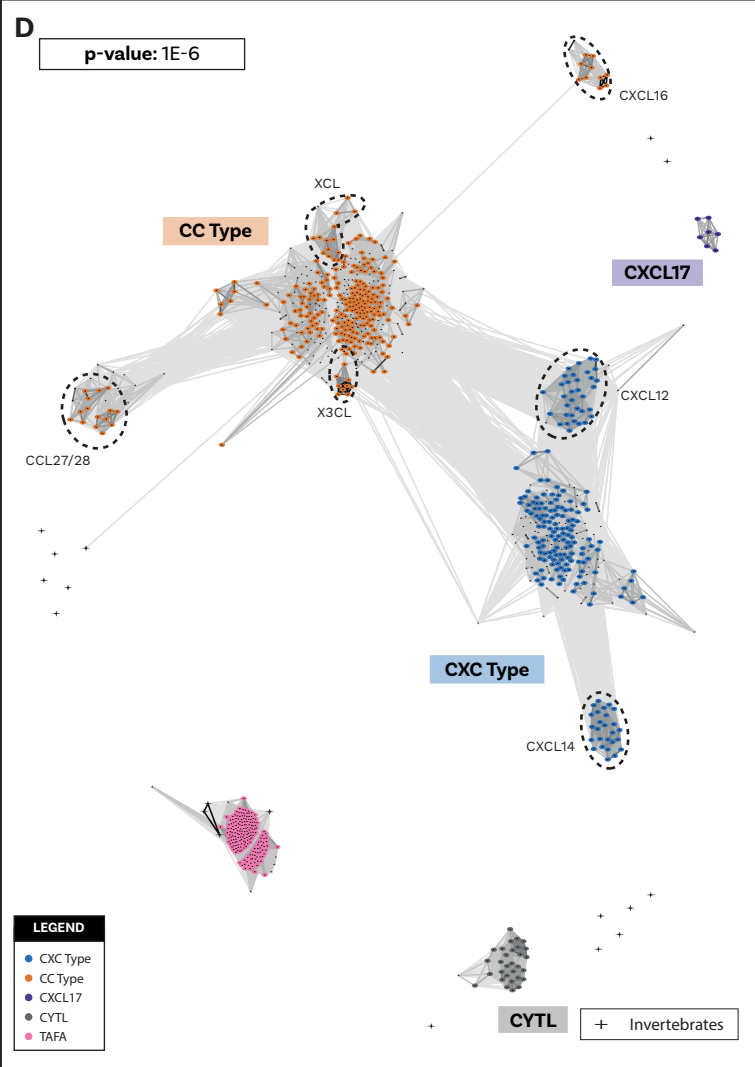 D
p-value: 1E-6
CXCL16
XCL
CC Type
CXCL17
CXCL12
X3CL
CCL27/28
CXC Type
CXCL14
LEGEND
CXC Type
CC Type
CXCL17
CYTL
TAFA
CYTL
Invertebrates